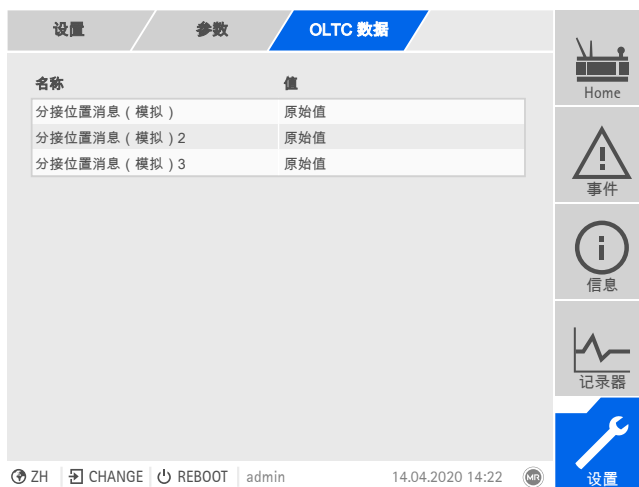 设置 参数 OLTC 数据
名称 值
分接位置消息（模拟） 原始值
分接位置消息（模拟）2 原始值
分接位置消息（模拟）3 原始值
Home
事件
信息
记录器
设置
ZH CHANGE REBOOT admin 14.04.2020 14:22 MR